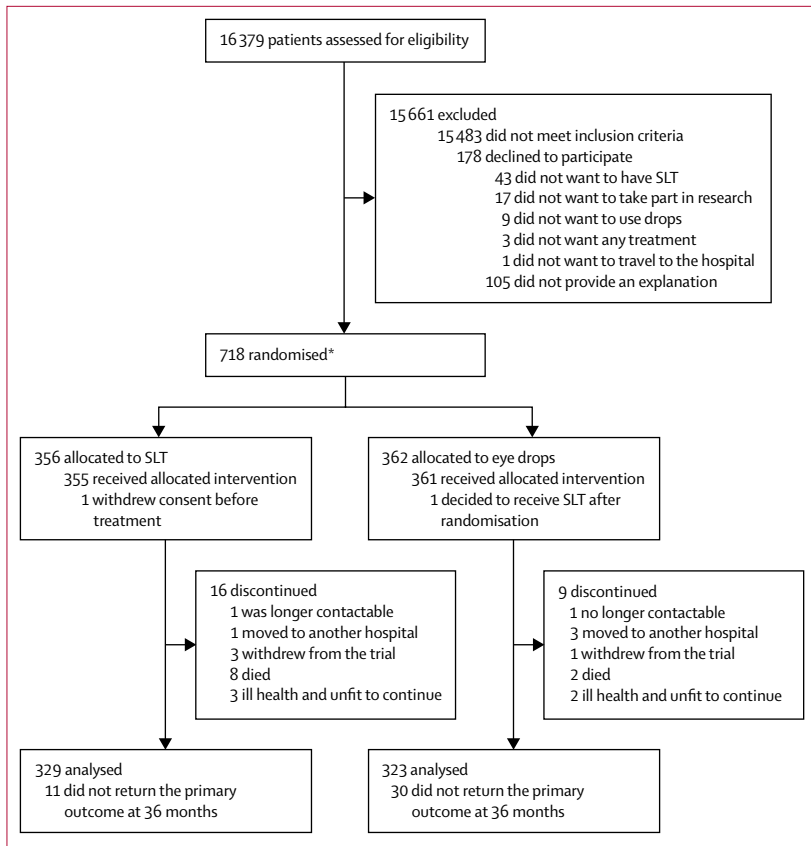 16 379 patients assessed for eligibility
15 661 excluded
15 483 did not meet inclusion criteria
178 declined to participate
43 did not want to have SLT
17 did not want to take part in research
9 did not want to use drops
3 did not want any treatment
1 did not want to travel to the hospital
105 did not provide an explanation
718 randomised*
356 allocated to SLT
355 received allocated intervention
1 withdrew consent before
treatment
362 allocated to eye drops
361 received allocated intervention
1 decided to receive SLT after
randomisation
16 discontinued
1 was longer contactable
1 moved to another hospital
3 withdrew from the trial
8 died
3 ill health and unfit to continue
9 discontinued
1 no longer contactable
3 moved to another hospital
1 withdrew from the trial
2 died
2 ill health and unfit to continue
329 analysed
11 did not return the primary
outcome at 36 months
323 analysed
30 did not return the primary
outcome at 36 months